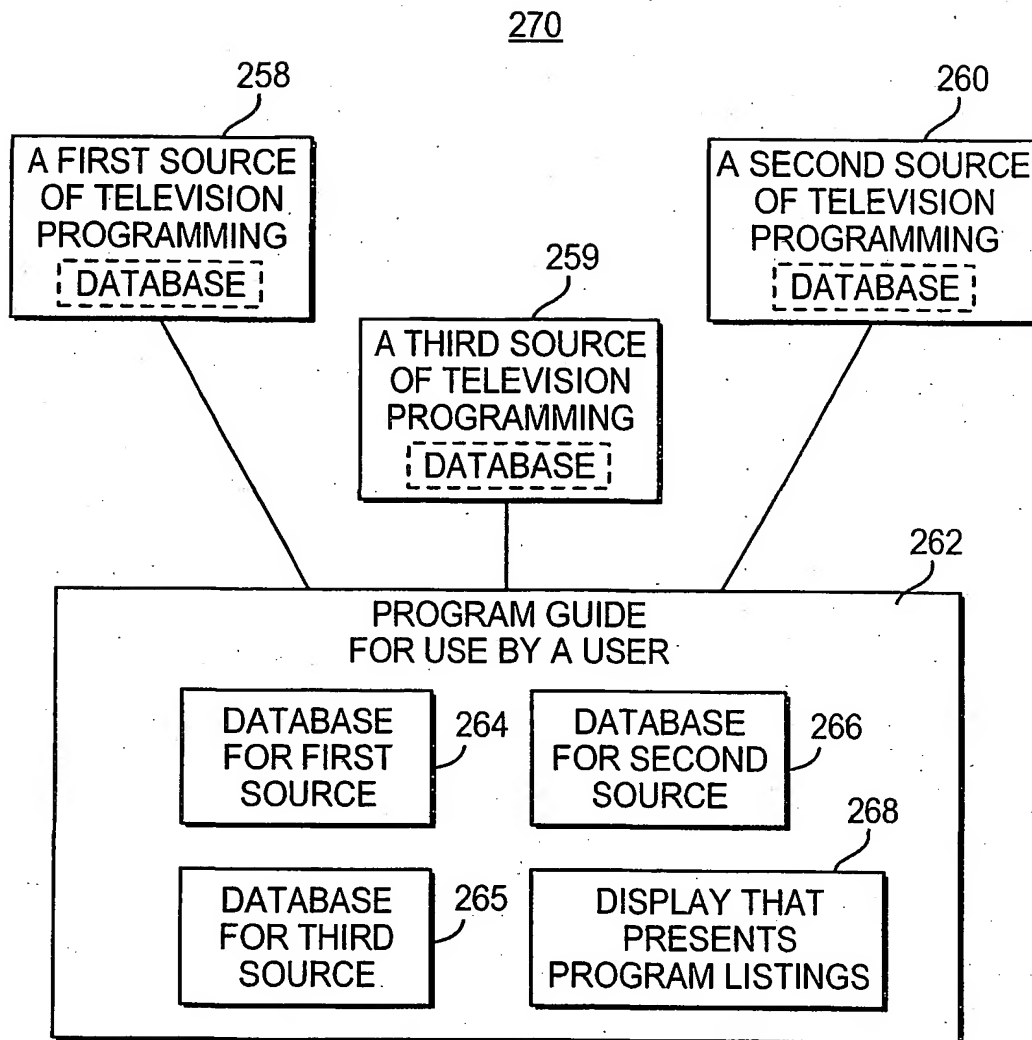 270
258
260
A FIRST SOURCE
OF TELEVISION
PROGRAMMING
DATABASE
A SECOND SOURCE
OF TELEVISION
PROGRAMMING
DATABASE
259
A THIRD SOURCE
OF TELEVISION
PROGRAMMING
DATABASE
262
PROGRAM GUIDE
FOR USE BY A USER
DATABASE
FOR FIRST
SOURCE
264
DATABASE
FOR SECOND
SOURCE
266
268
DATABASE
FOR THIRD
SOURCE
265
DISPLAY THAT
PRESENTS
PROGRAM LISTINGS